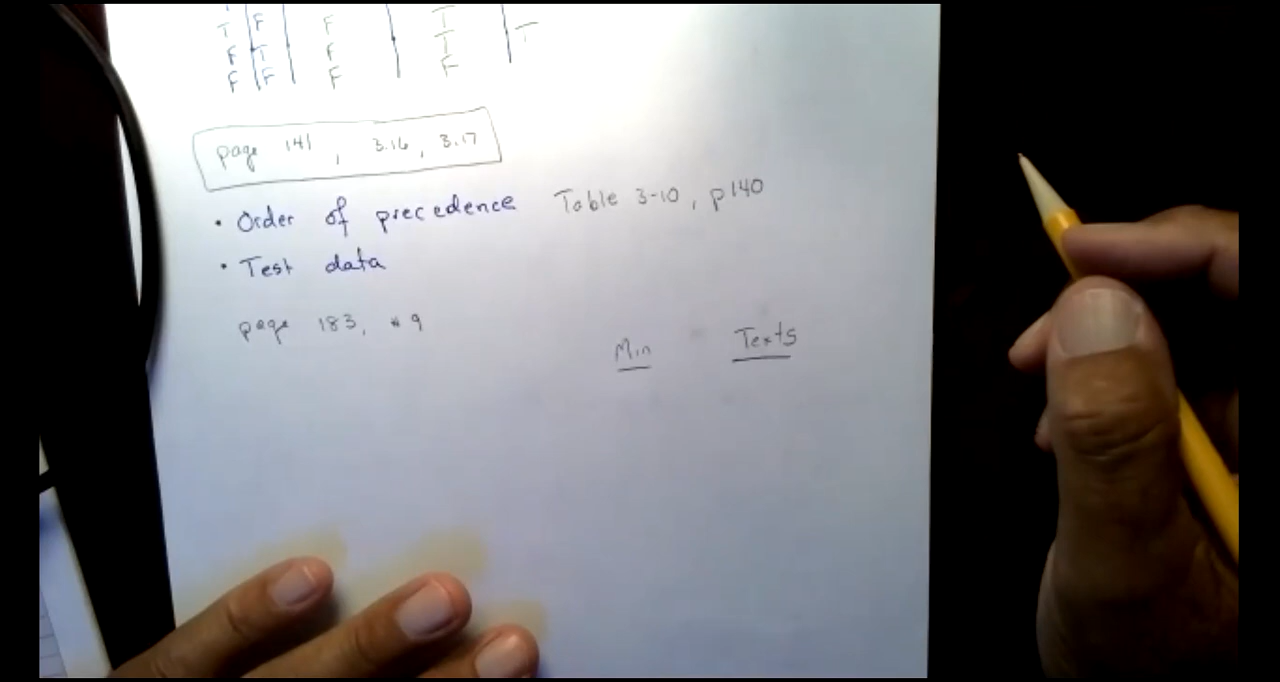 T F F T T
F T F T
F F F F
page 141, 3.16, 3.17
• Order of precedence Table 3-10, p140
• Test data
page 183, #9
Min Texts